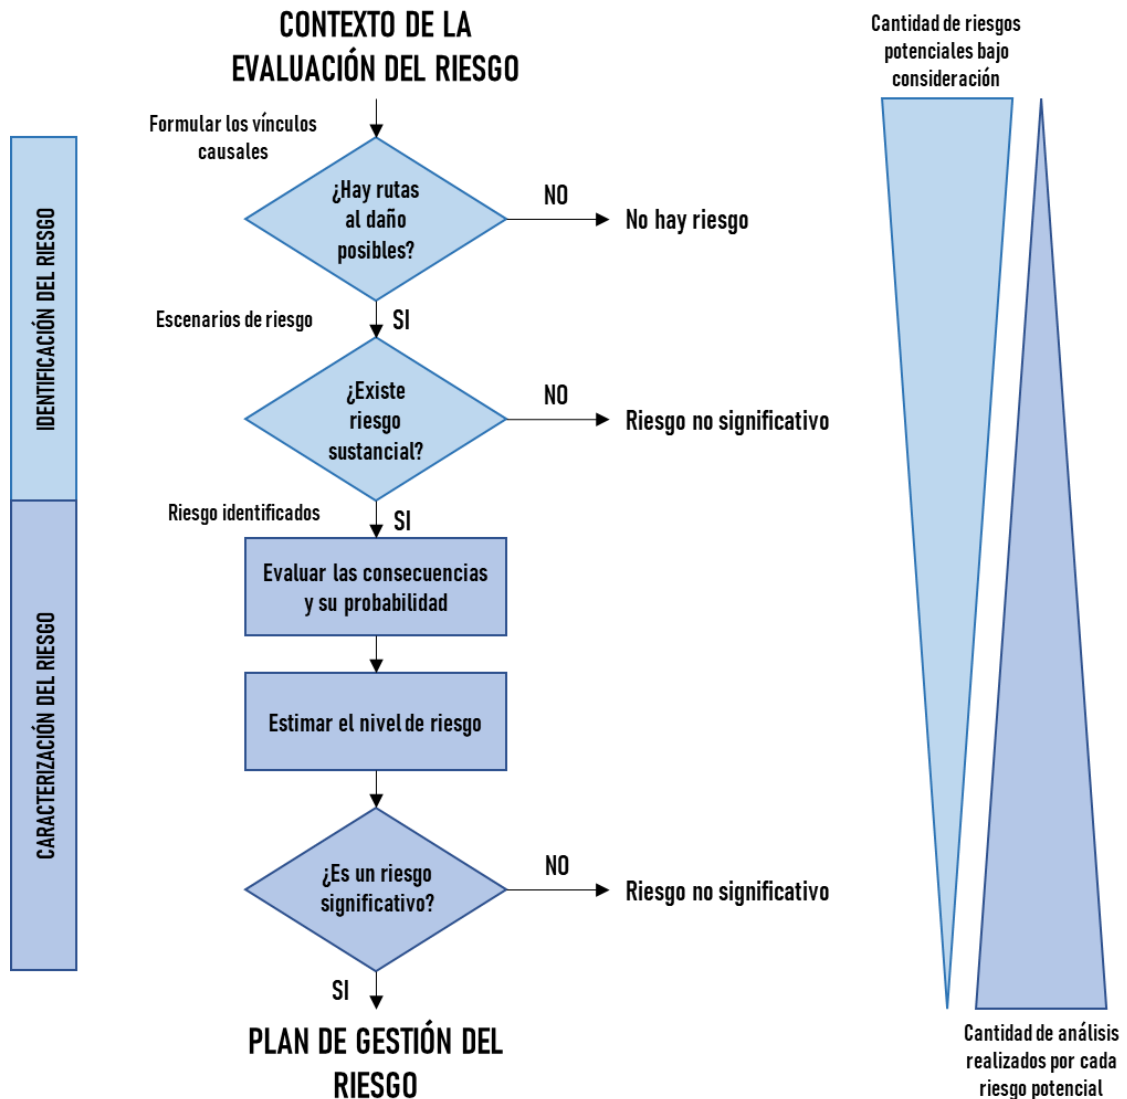 CONTEXTO DE LA
EVALUACIÓN DEL RIESGO
Cantidad de riesgos
potenciales bajo
consideración
Formular los vínculos
causales
¿Hay rutas
al daño
posibles?
NO
No hay riesgo
IDENTIFICACIÓN DEL RIESGO
Escenarios de riesgo
SI
¿Existe
riesgo
sustancial?
NO
Riesgo no significativo
Riesgo identificados
SI
Evaluar las consecuencias
y su probabilidad
CARACTERIZACIÓN DEL RIESGO
Estimar el nivel de riesgo
¿Es un riesgo
significativo?
NO
Riesgo no significativo
SI
PLAN DE GESTIÓN DEL
RIESGO
Cantidad de análisis
realizados por cada
riesgo potencial